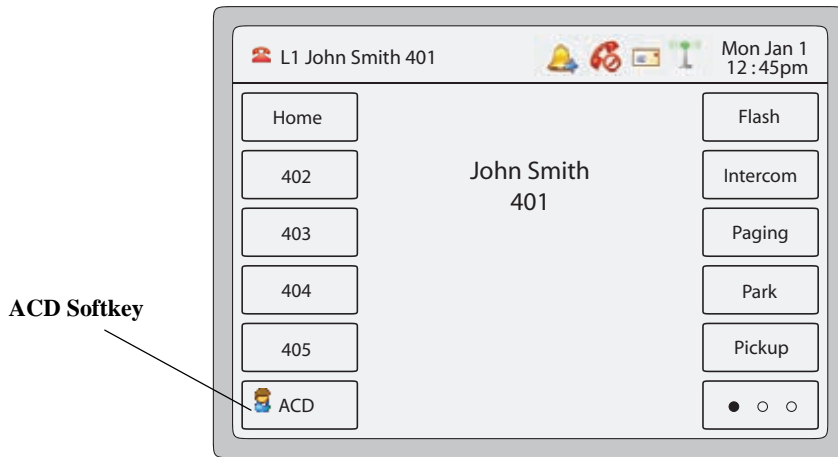 L1 John Smith 401
Mon Jan 1
12:45pm
Home
Flash
402
John Smith
Intercom
401
403
Paging
404
Park
ACD Softkey
405
Pickup
ACD